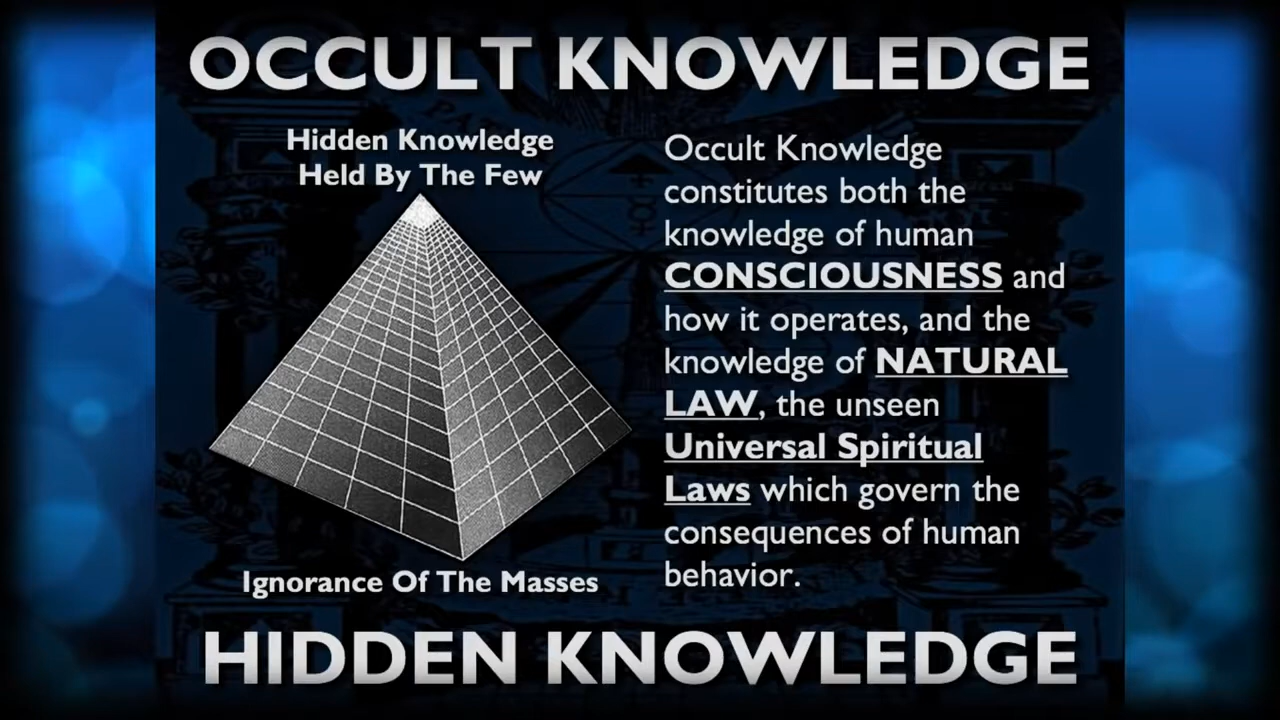 OCCULT KNOWLEDGE
Hidden Knowledge
Held By The Few
Ignorance Of The Masses
Occult Knowledge
constitutes both the
knowledge of human
CONSCIOUSNESS and
how it operates, and the
knowledge of NATURAL
LAW, the unseen
Universal Spiritual
Laws which govern the
consequences of human
behavior.
HIDDEN KNOWLEDGE